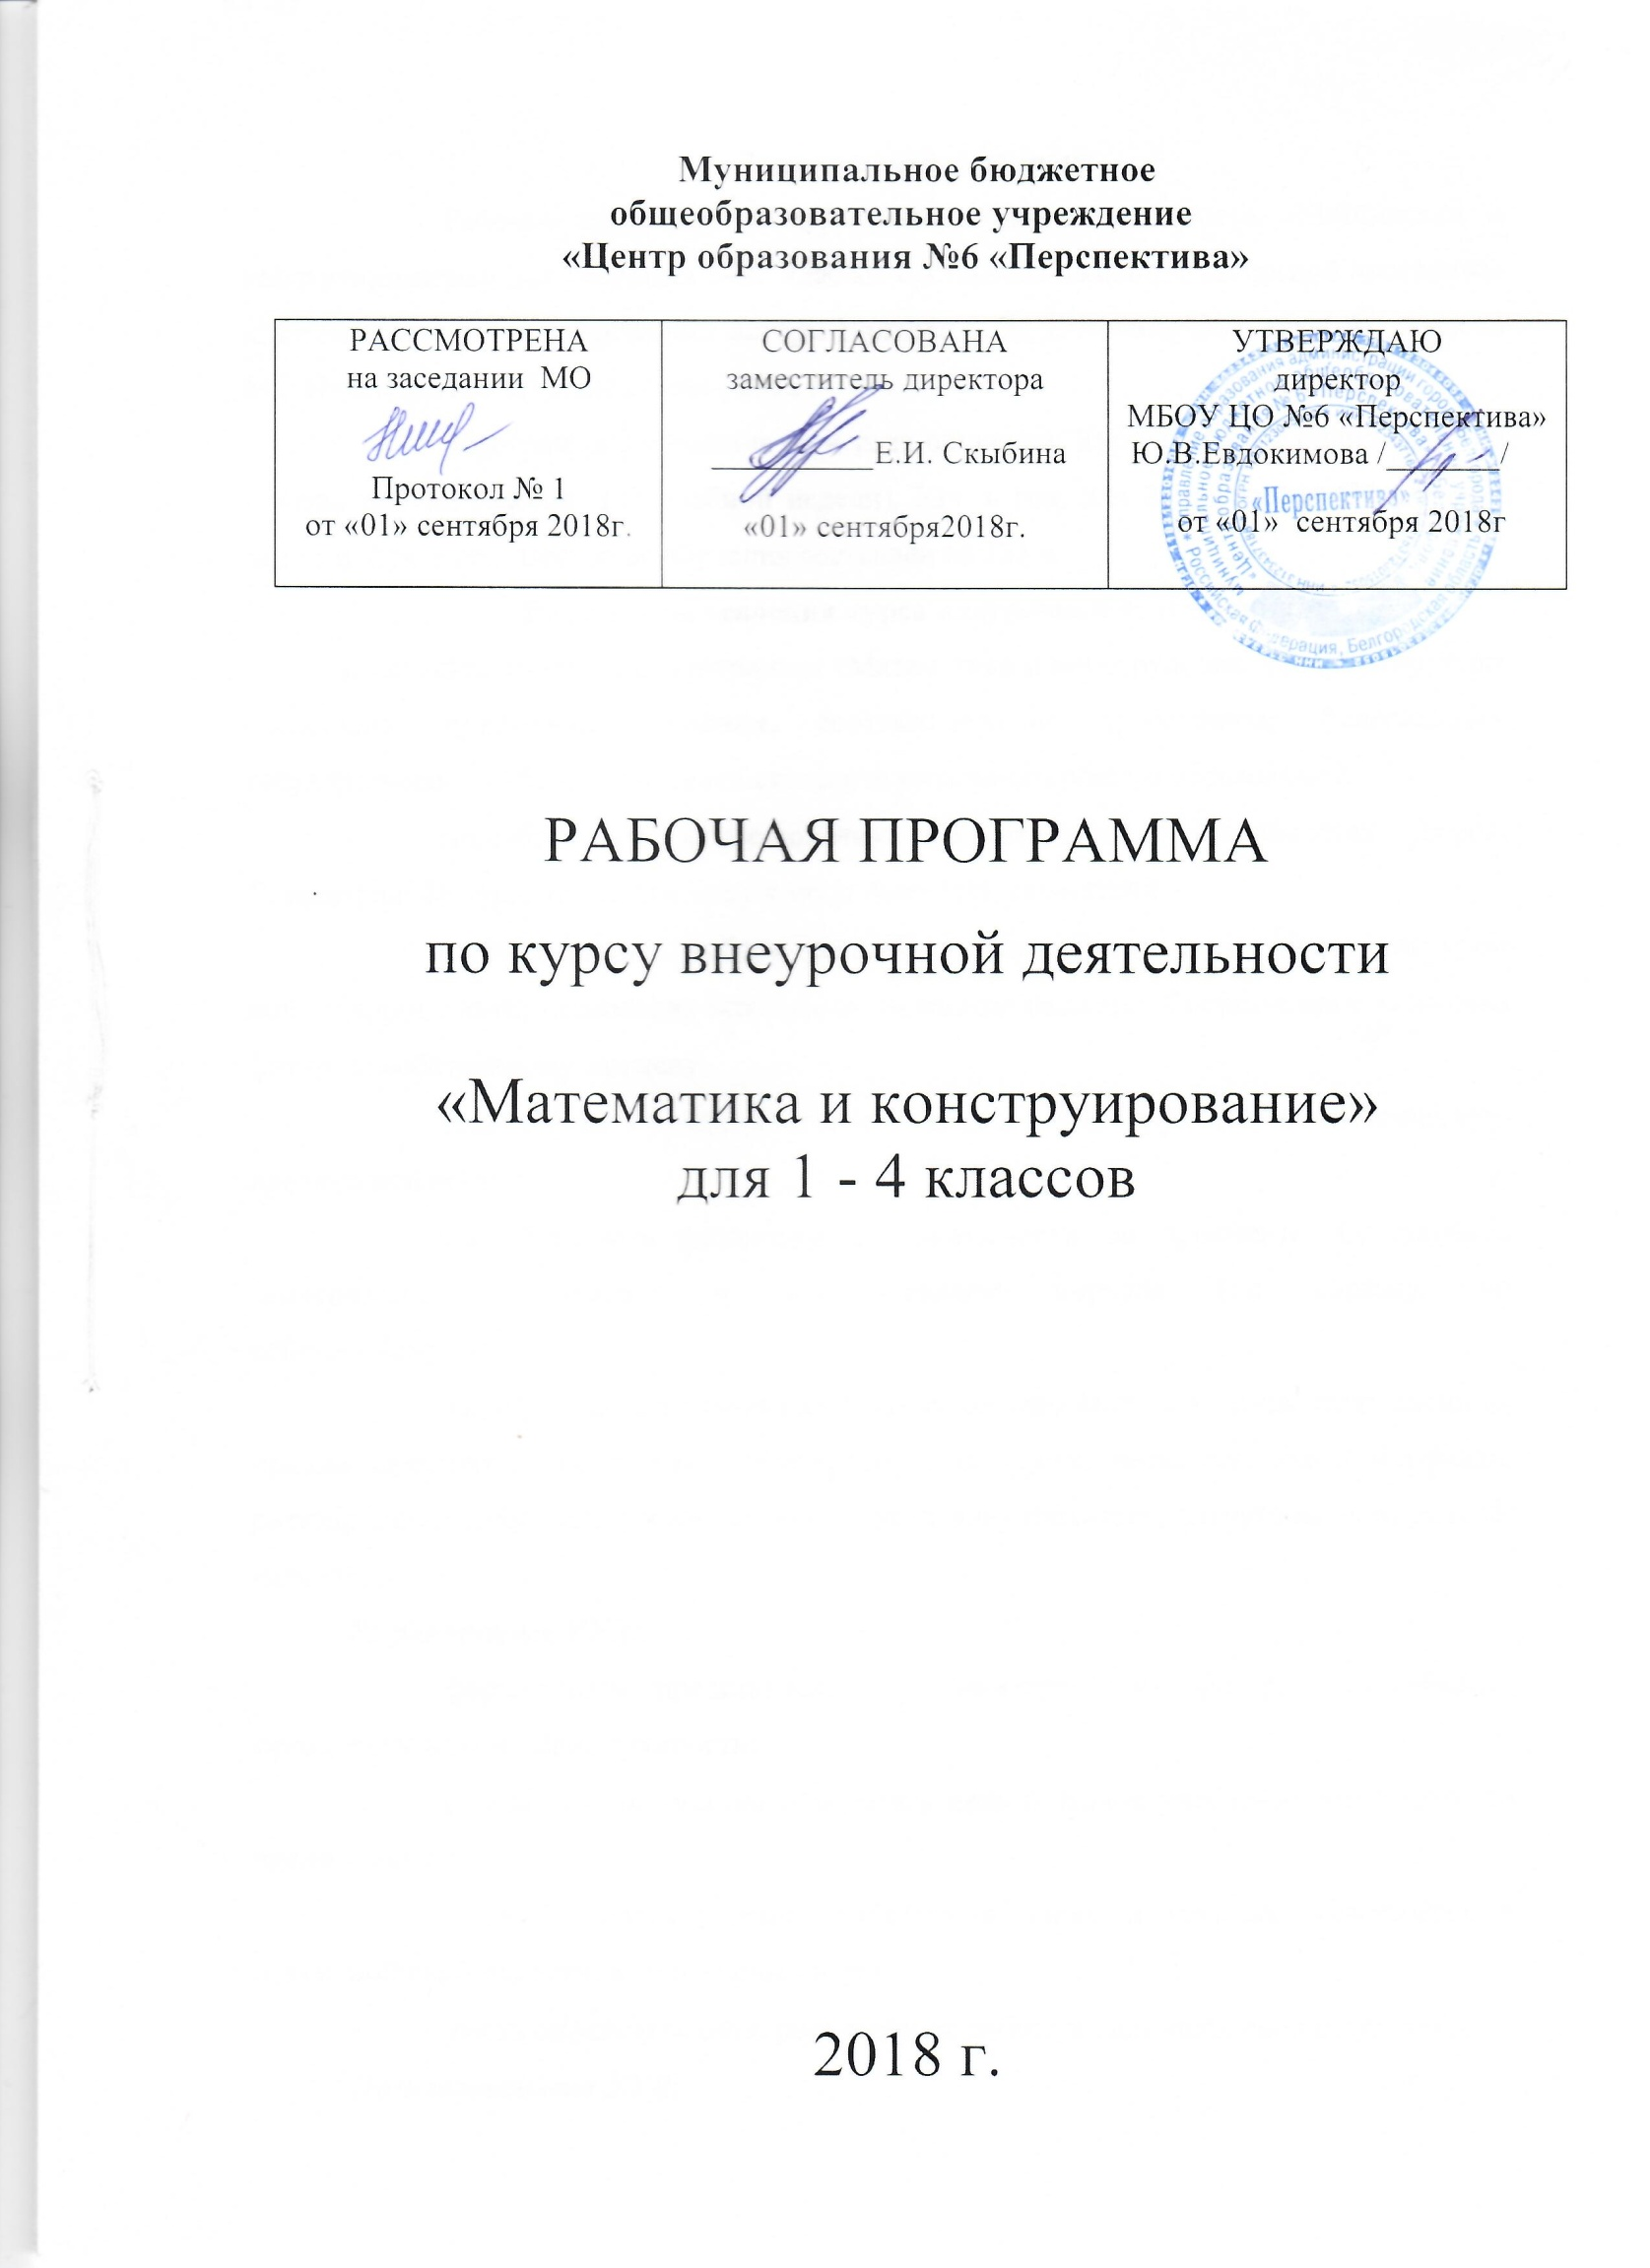 Муниципальное бюджетное
общеобразовательное учреждение
«Центр образования №6 «Перспектива»
РАССМОТРЕНА
на заседании  МО
Протокол № 1
от «01» сентября 2018г.
СОГЛАСОВАНА
заместитель директора
__________Е.И. Скыбина
«01» сентября2018г.
УТВЕРЖДАЮ
директор
МБОУ ЦО №6 «Перспектива»
Ю.В.Евдокимова /_______/
от «01»  сентября 2018г
«Перспектива»
РАБОЧАЯ ПРОГРАММА
по курсу внеурочной деятельности
«Математика и конструирование»
для 1 - 4 классов
2018 г.